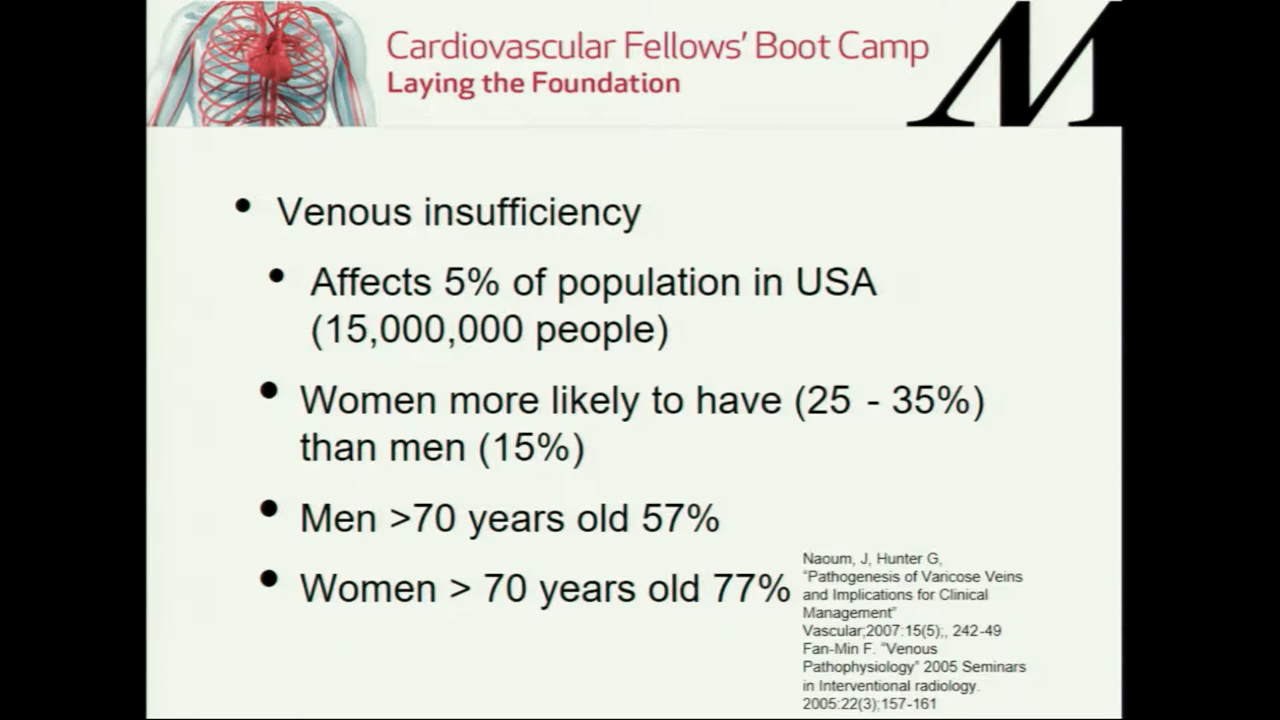 Cardiovascular Fellows' Boot Camp
Laying the Foundation
M
• Venous insufficiency
• Affects 5% of population in USA
(15,000,000 people)
• Women more likely to have (25 - 35%)
than men (15%)
• Men >70 years old 57%
• Women > 70 years old 77%
Naoum, J, Hunter G,
"Pathogenesis of Varicose Veins
and Implications for Clinical
Management"
Vascular;2007:15(5);, 242-49
Fan-Min F. "Venous
Pathophysiology" 2005 Seminars
in Interventional radiology.
2005:22(3);157-161